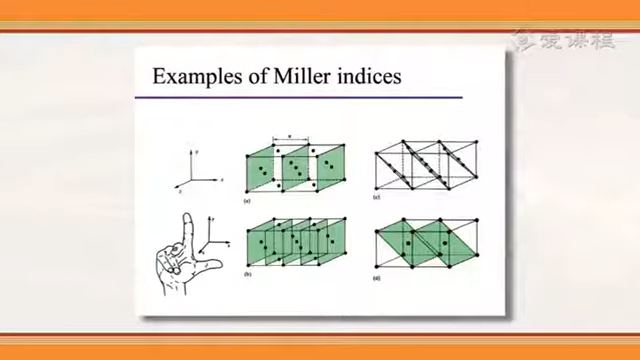 爱课程
Examples of Miller indices
a
y
x
z
(a)
(c)
(b)
(d)